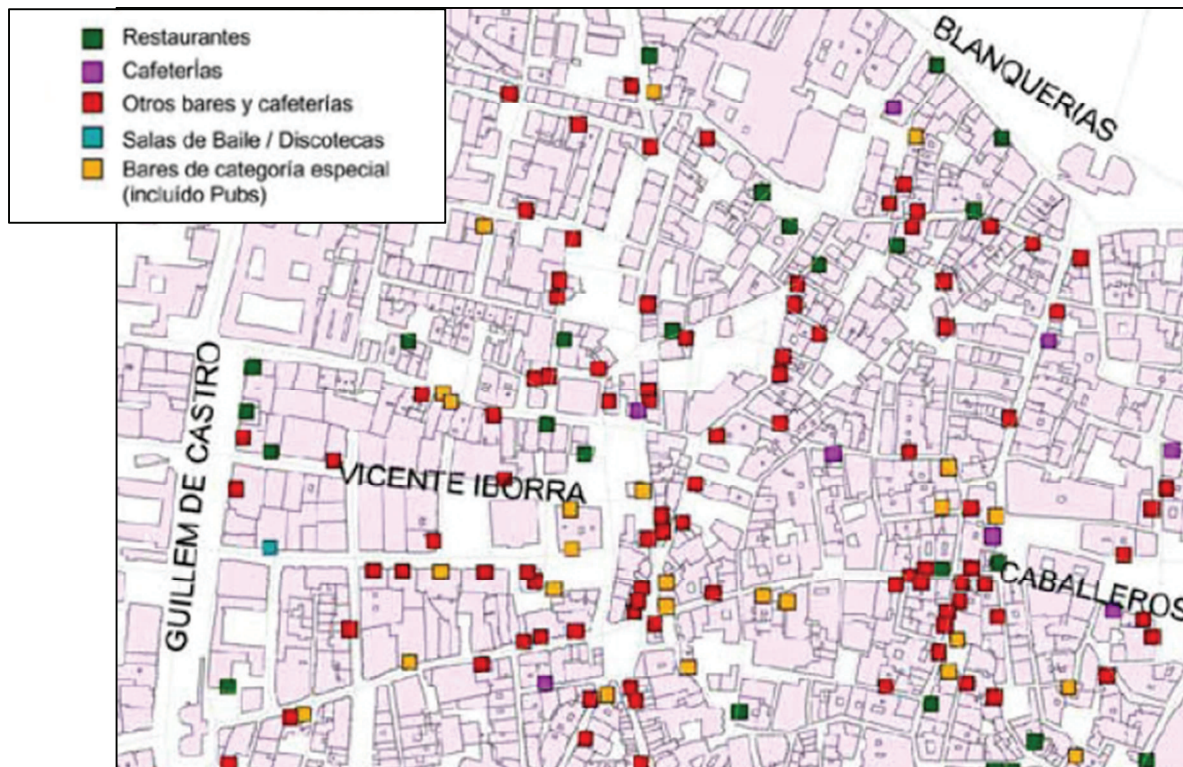 Restaurantes
Cafeterías
Otros bares y cafeterías
Salas de Baile / Discotecas
Bares de categoría especial
(incluído Pubs)
BLANQUERIAS
GUILLEM DE CASTRO
VICENTE IBORRA
CABALLEROS